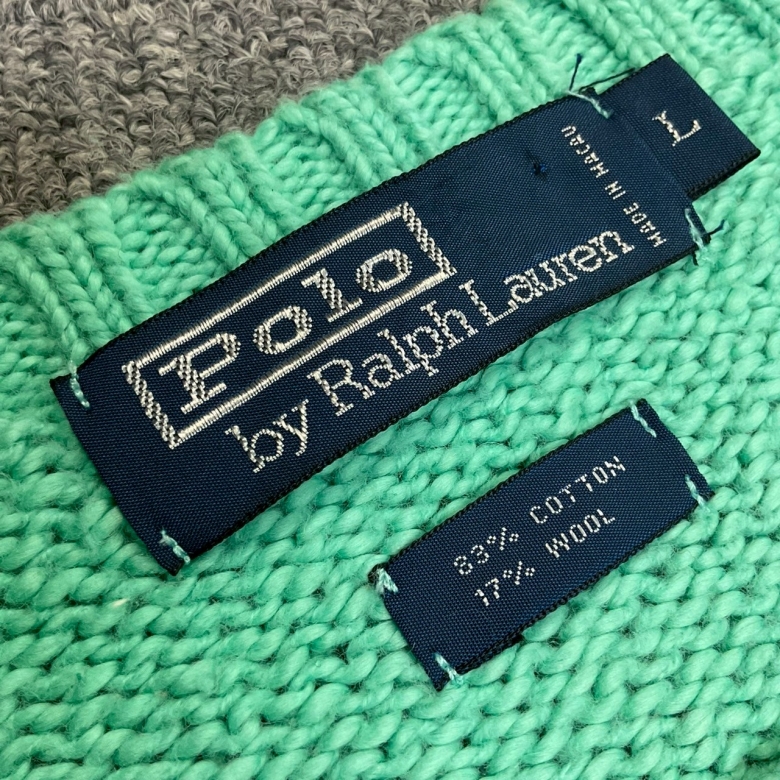 Polo
by Ralph Lauren
MADE IN MACAU
L
83% COTTON
17% WOOL